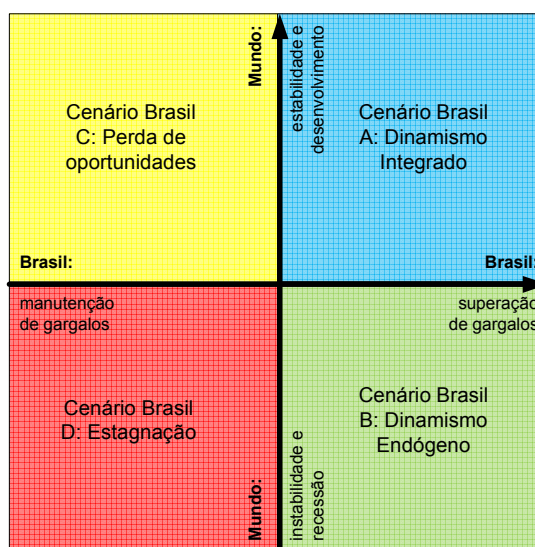 Cenário Brasil
C: Perda de
oportunidades
Mundo:
estabilidade e
desenvolvimento
Cenário Brasil
A: Dinamismo
Integrado
Brasil:
Brasil:
manutenção
de gargalos
superação
de gargalos
Cenário Brasil
D: Estagnação
Mundo:
instabilidade e
recessão
Cenário Brasil
B: Dinamismo
Endógeno